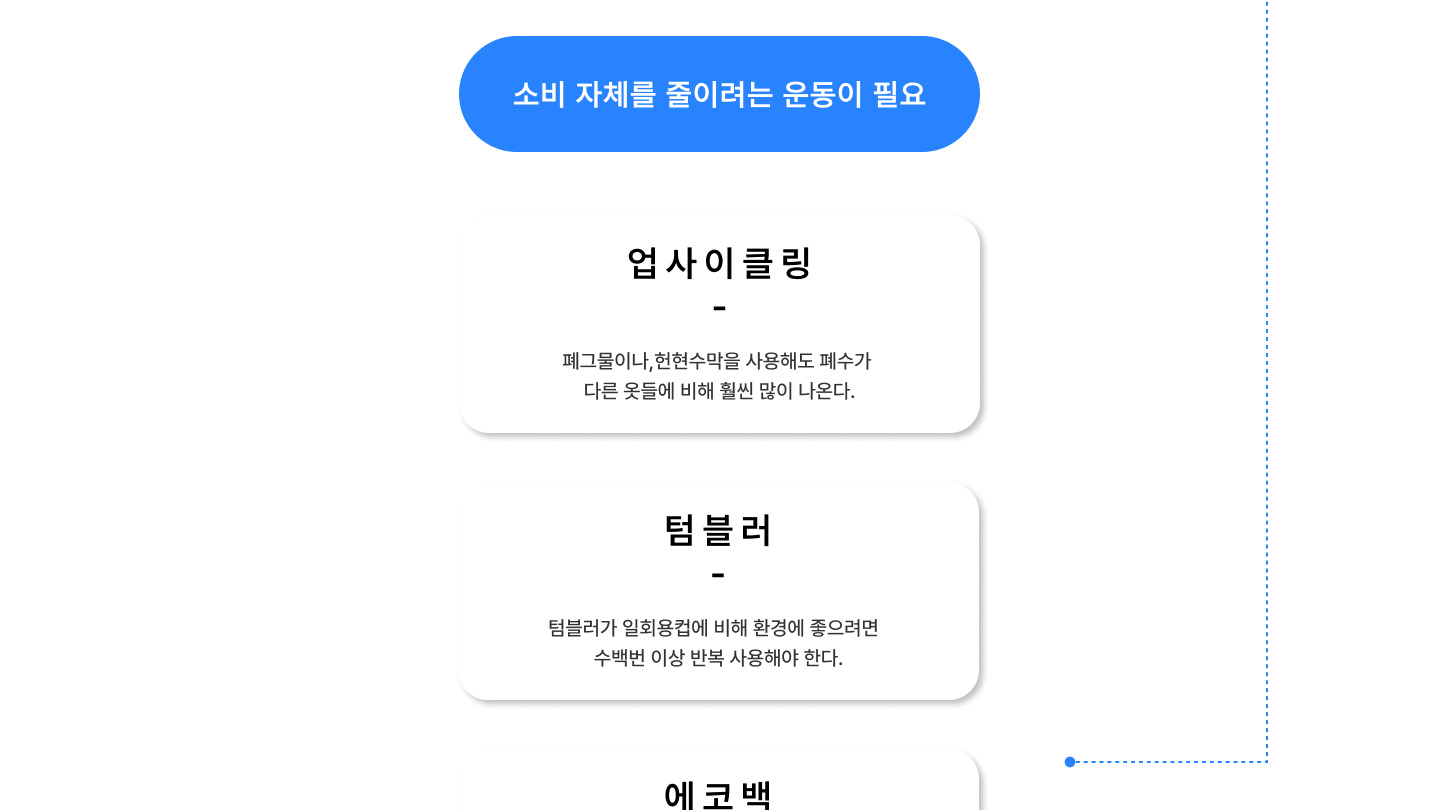 소비 자체를 줄이려는 운동이 필요
업사이클링
-
폐그물이나,헌현수막을 사용해도 폐수가
다른 옷들에 비해 훨씬 많이 나온다.
텀블러
-
텀블러가 일회용컵에 비해 환경에 좋으려면
수백번 이상 반복 사용해야 한다.
에코백